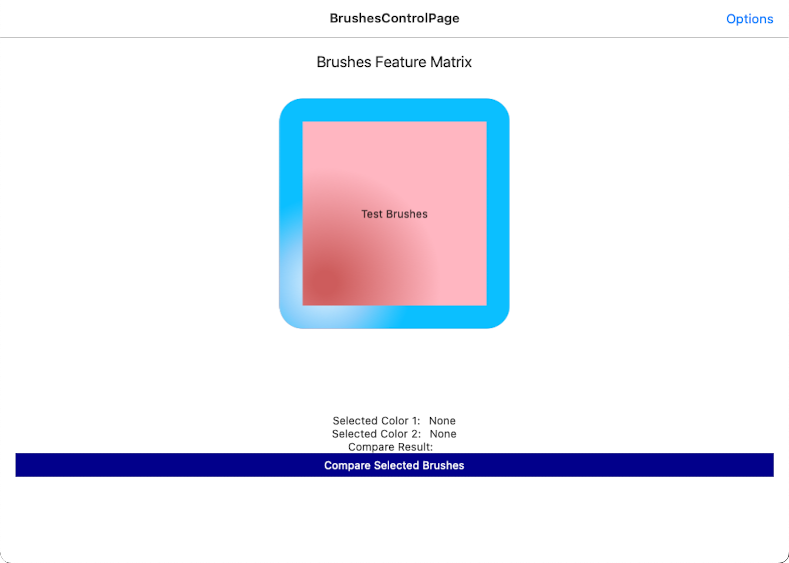 BrushesControlPage
Options
Brushes Feature Matrix
Test Brushes
Selected Color 1: None
Selected Color 2: None
Compare Result:
Compare Selected Brushes